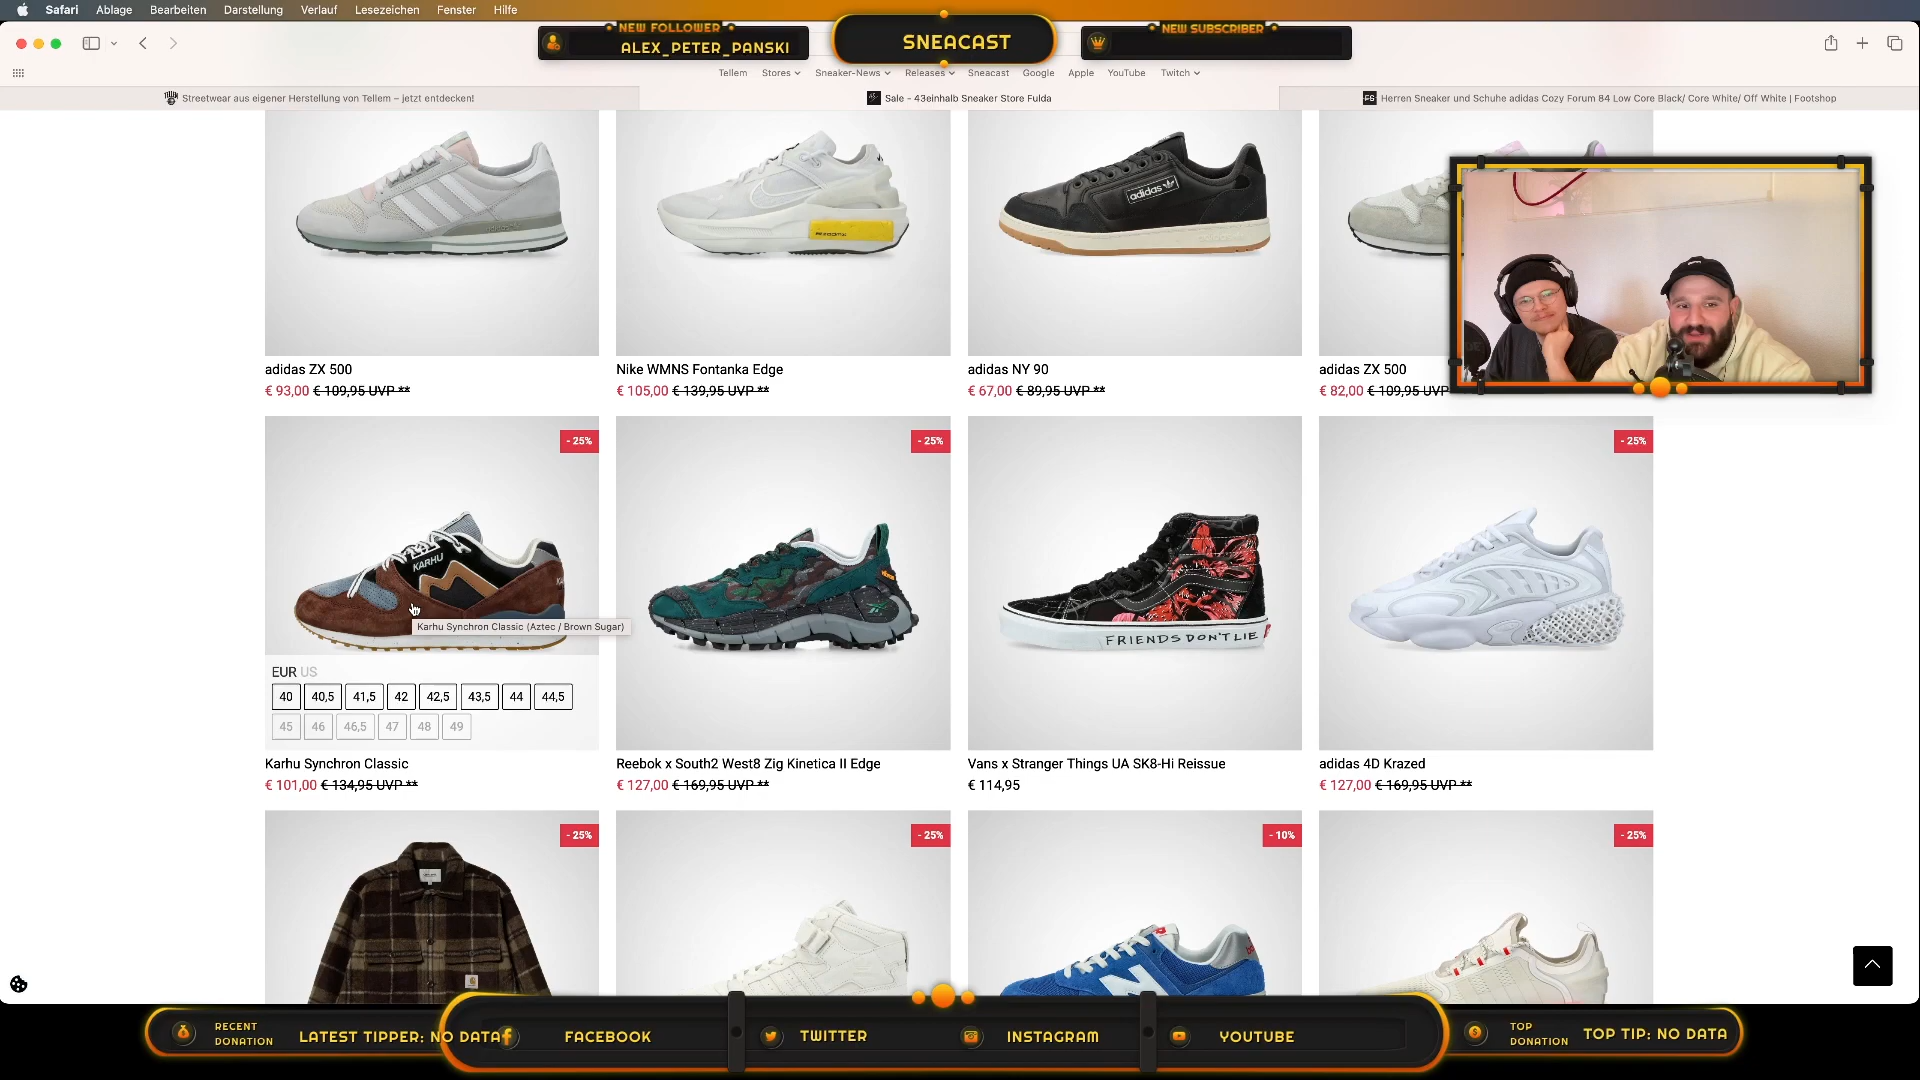 Safari Ablage Bearbeiten Darstellung Verlauf Lesezeichen Fenster Hilfe
NEW FOLLOWER
ALEX_PETER_PANSKI
SNEACAST
NEW SUBSCRIBER
Tellem Stores Sneaker-News Releases Sneacast Google Apple YouTube Twitch
Streetwear aus eigener Herstellung von Tellem – jetzt entdecken!
Sale - 43einhalb Sneaker Store Fulda
Herren Sneaker und Schuhe adidas Cozy Forum 84 Low Core Black/ Core White/ Off White | Footshop
adidas
adidas ZX 500
€ 93,00 € 109,95 UVP **
Nike WMNS Fontanka Edge
€ 105,00 € 139,95 UVP **
adidas NY 90
€ 67,00 € 89,95 UVP **
adidas ZX 500
€ 82,00 € 109,95 UVP
- 25%
- 25%
- 25%
KARHU
FRIENDS DON'T LIE
Karhu Synchron Classic (Aztec / Brown Sugar)
EUR US
40 40,5 41,5 42 42,5 43,5 44 44,5
45 46 46,5 47 48 49
Karhu Synchron Classic
€ 101,00 € 134,95 UVP **
Reebok x South2 West8 Zig Kinetica II Edge
€ 127,00 € 169,95 UVP **
Vans x Stranger Things UA SK8-Hi Reissue
€ 114,95
adidas 4D Krazed
€ 127,00 € 169,95 UVP **
- 25%
- 25%
- 10%
- 25%
RECENT
DONATION
LATEST TIPPER: NO DATA
FACEBOOK
TWITTER
INSTAGRAM
YOUTUBE
TOP
DONATION
TOP TIP: NO DATA